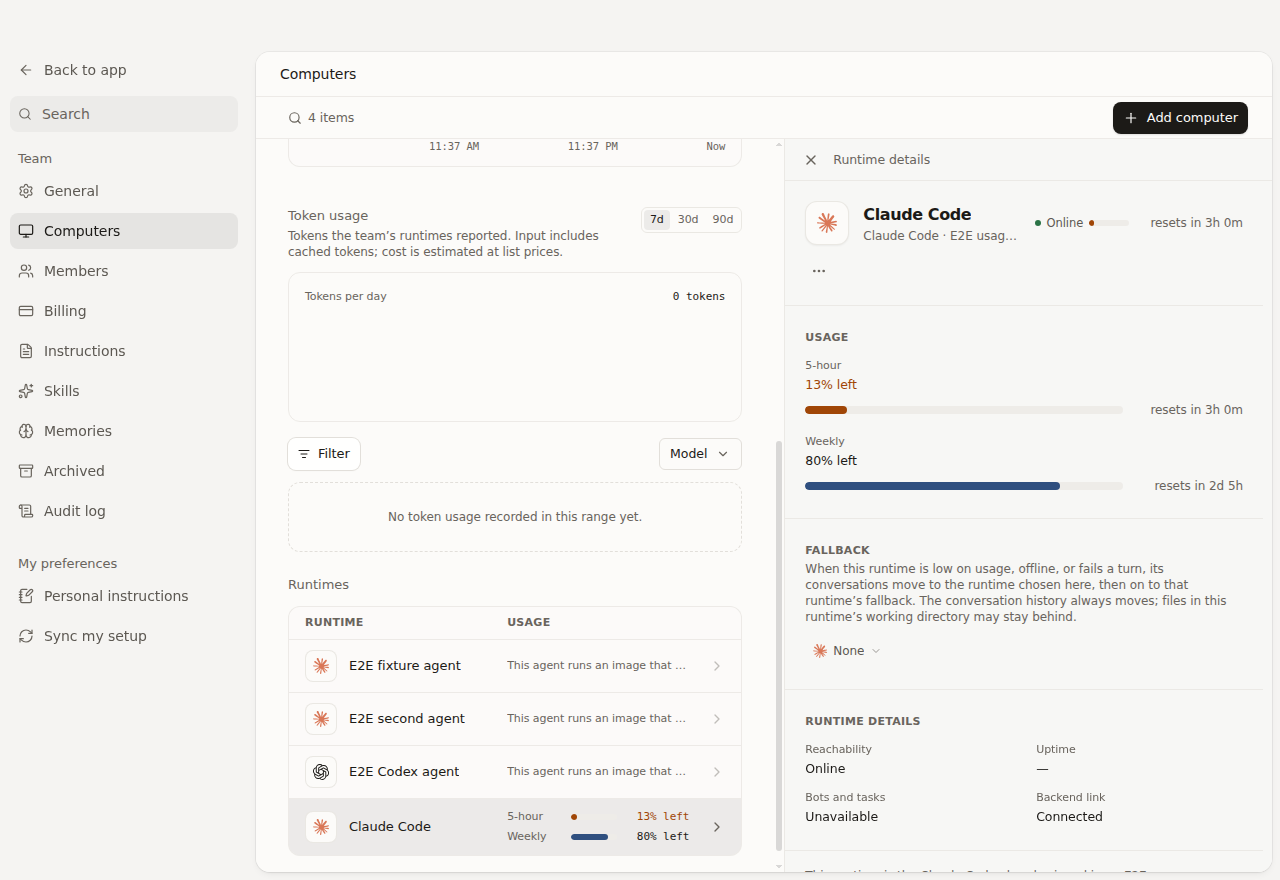 Back to app
Search
Team
General
Computers
Members
Billing
Instructions
Skills
Memories
Archived
Audit log
My preferences
Personal instructions
Sync my setup
Computers
4 items
Add computer
11:37 AM 11:37 PM Now
Token usage
7d 30d 90d
Tokens the team’s runtimes reported. Input includes
cached tokens; cost is estimated at list prices.
Tokens per day 0 tokens
Filter
Model
No token usage recorded in this range yet.
Runtimes
RUNTIME USAGE
E2E fixture agent This agent runs an image that …
E2E second agent This agent runs an image that …
E2E Codex agent This agent runs an image that …
Claude Code
5-hour 13% left
Weekly 80% left
Runtime details
Claude Code
Claude Code · E2E usag…
Online
resets in 3h 0m
USAGE
5-hour
13% left
resets in 3h 0m
Weekly
80% left
resets in 2d 5h
FALLBACK
When this runtime is low on usage, offline, or fails a turn, its
conversations move to the runtime chosen here, then on to that
runtime’s fallback. The conversation history always moves; files in this
runtime’s working directory may stay behind.
None
RUNTIME DETAILS
Reachability Uptime
Online —
Bots and tasks Backend link
Unavailable Connected